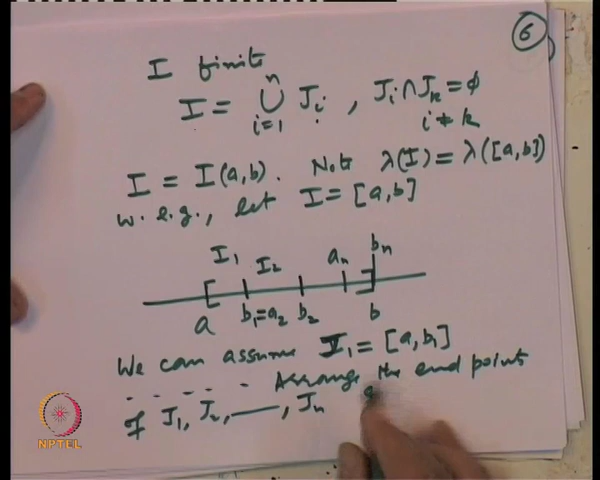 6
I finite
I = ⋃_{i=1}^{n} J_i , J_i ∩ J_k = ϕ
i ≠ k
I = I(a,b). Note λ(I) = λ([a,b])
w.l.g., let I = [a,b]
I_1 I_2 a_n b_n
a b_1=a_2 b_2 b
We can assume I_1 = [a,b_1]
- - - - - - Arrange the end points
of J_1, J_2, —, J_n
NPTEL